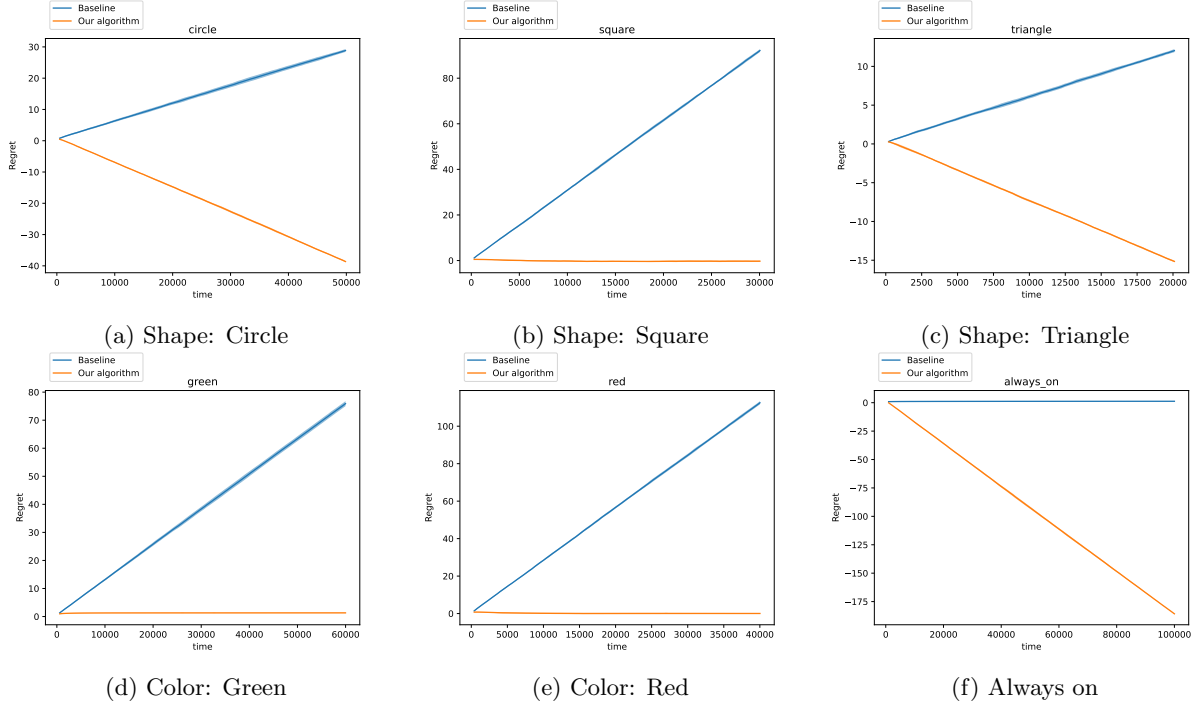 Baseline
Our algorithm
circle
Regret
30
20
10
0
−10
−20
−30
−40
0 10000 20000 30000 40000 50000
time
(a) Shape: Circle
Baseline
Our algorithm
square
Regret
80
60
40
20
0
0 5000 10000 15000 20000 25000 30000
time
(b) Shape: Square
Baseline
Our algorithm
triangle
Regret
10
5
0
−5
−10
−15
0 2500 5000 7500 10000 12500 15000 17500 20000
time
(c) Shape: Triangle
Baseline
Our algorithm
green
Regret
80
70
60
50
40
30
20
10
0
0 10000 20000 30000 40000 50000 60000
time
(d) Color: Green
Baseline
Our algorithm
red
Regret
100
80
60
40
20
0
0 5000 10000 15000 20000 25000 30000 35000 40000
time
(e) Color: Red
Baseline
Our algorithm
always_on
Regret
0
−25
−50
−75
−100
−125
−150
−175
0 20000 40000 60000 80000 100000
time
(f) Always on